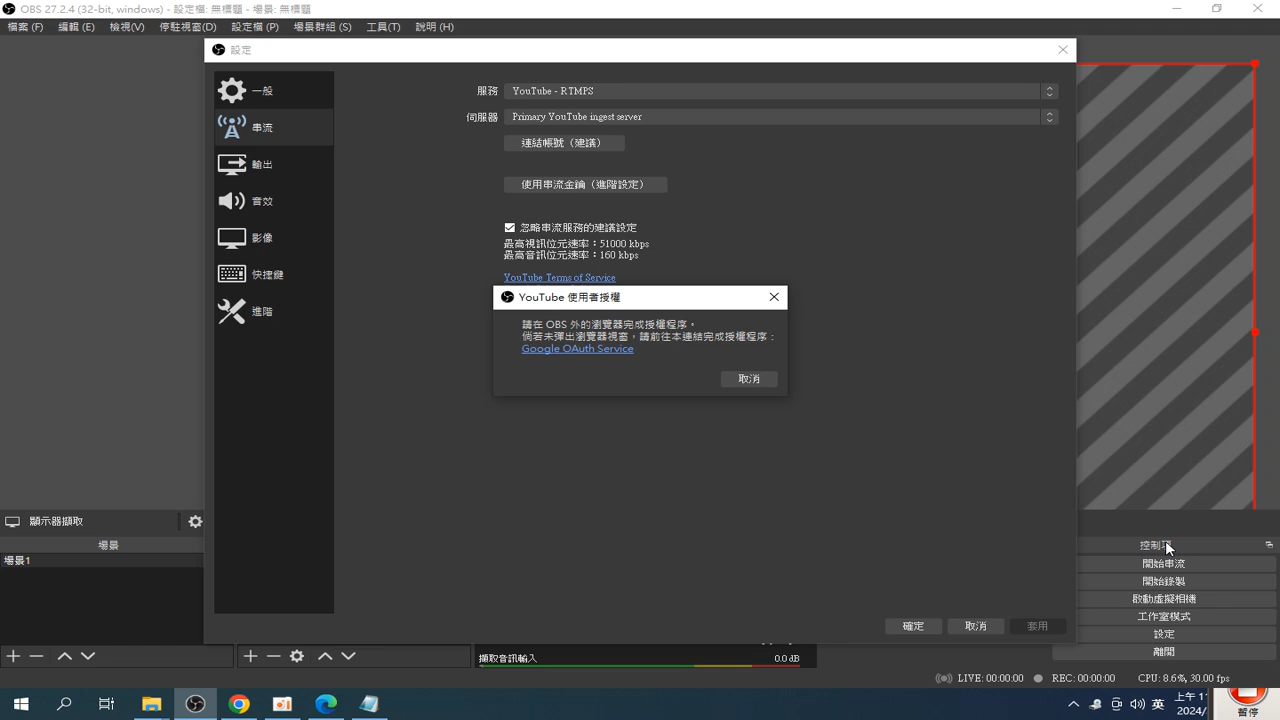 OBS 27.2.4 (32-bit, windows) - 設定檔: 無標題 - 場景: 無標題
檔案 (F) 編輯 (E) 檢視(V) 停駐視窗(D) 設定檔 (P) 場景群組 (S) 工具(T) 說明 (H)
設定
一般
串流
輸出
音效
影像
快捷鍵
進階
服務 YouTube - RTMPS
伺服器 Primary YouTube ingest server
連結帳號（建議）
使用串流金鑰（進階設定）
忽略串流服務的建議設定
最高視訊位元速率：51000 kbps
最高音訊位元速率：160 kbps
YouTube Terms of Service
YouTube 使用者授權
請在 OBS 外的瀏覽器完成授權程序。
倘若未彈出瀏覽器視窗，請前往本連結完成授權程序：
Google OAuth Service
取消
確定 取消 套用
顯示器擷取
場景
場景1
擷取音訊輸入 0.0 dB
控制項
開始串流
開始錄製
啟動虛擬相機
工作室模式
設定
離開
LIVE: 00:00:00 REC: 00:00:00 CPU: 8.6%, 30.00 fps
英 上午 1
2024/
暫停